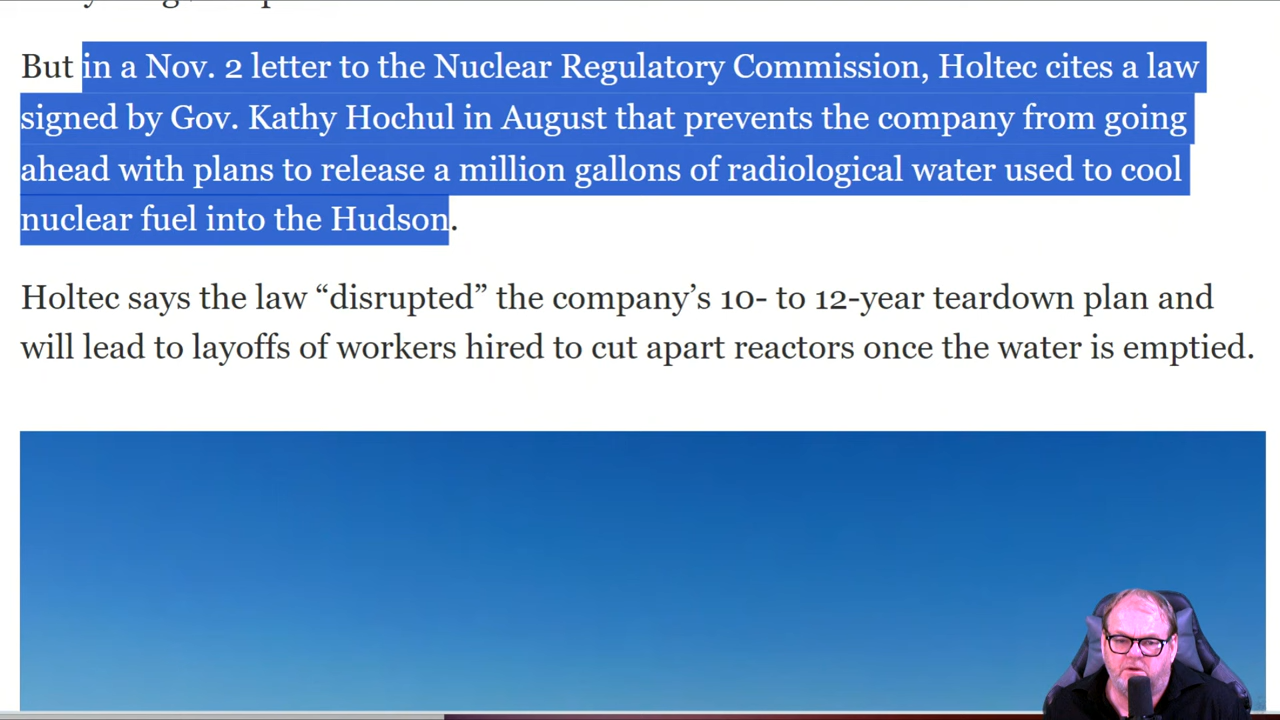 But in a Nov. 2 letter to the Nuclear Regulatory Commission, Holtec cites a law
signed by Gov. Kathy Hochul in August that prevents the company from going
ahead with plans to release a million gallons of radiological water used to cool
nuclear fuel into the Hudson.
Holtec says the law “disrupted” the company’s 10- to 12-year teardown plan and
will lead to layoffs of workers hired to cut apart reactors once the water is emptied.